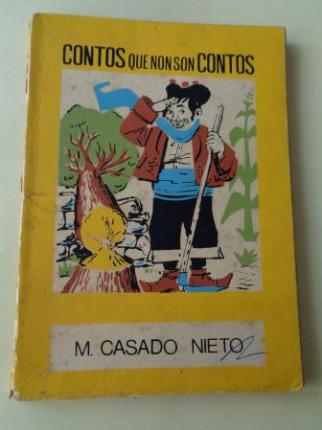 CONTOS QUE NON SON CONTOS
M. CASADO NIETO